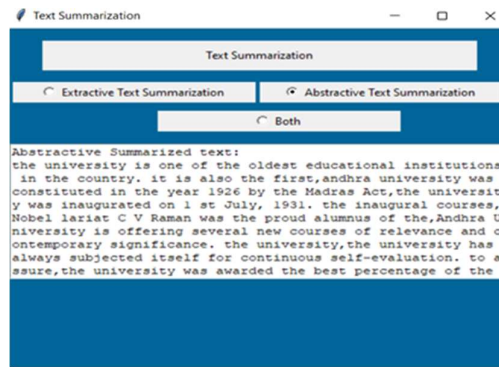 Text Summarization
Text Summarization
Extractive Text Summarization Abstractive Text Summarization
Both
Abstractive Summarized text:
the university is one of the oldest educational institutions
in the country. it is also the first,andhra university was
constituted in the year 1926 by the Madras Act,the universit
y was inaugurated on 1 st July, 1931. the inaugural courses,
Nobel lariat C V Raman was the proud alumnus of the,Andhra U
niversity is offering several new courses of relevance and c
ontemporary significance. the university,the university has
always subjected itself for continuous self-evaluation. to a
ssure,the university was awarded the best percentage of the